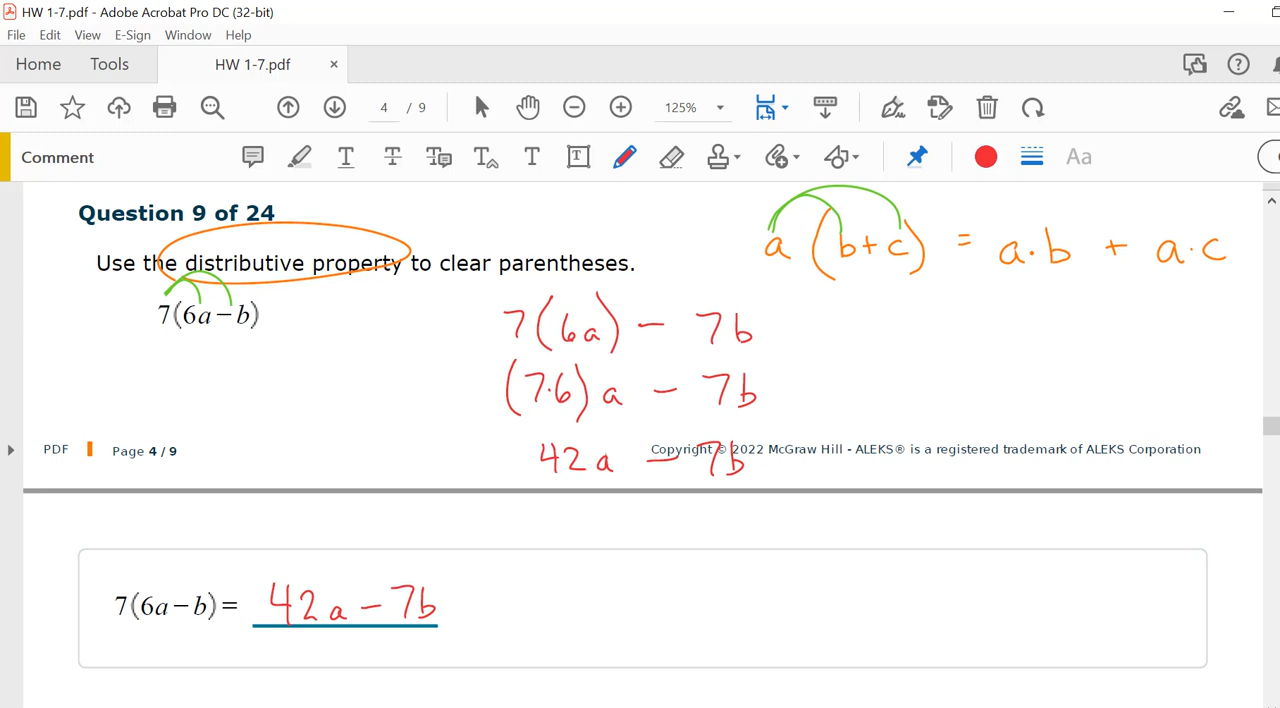 HW 1-7.pdf - Adobe Acrobat Pro DC (32-bit)
File Edit View E-Sign Window Help
Home Tools HW 1-7.pdf ×
4 / 9 125%
Comment Aa
Question 9 of 24
a (b+c) = a·b + a·c
Use the distributive property to clear parentheses.
7(6a−b)
7(6a) − 7b
(7·6)a − 7b
42a − 7b
PDF Page 4 / 9 Copyright © 2022 McGraw Hill - ALEKS® is a registered trademark of ALEKS Corporation
7(6a−b)= 42a − 7b